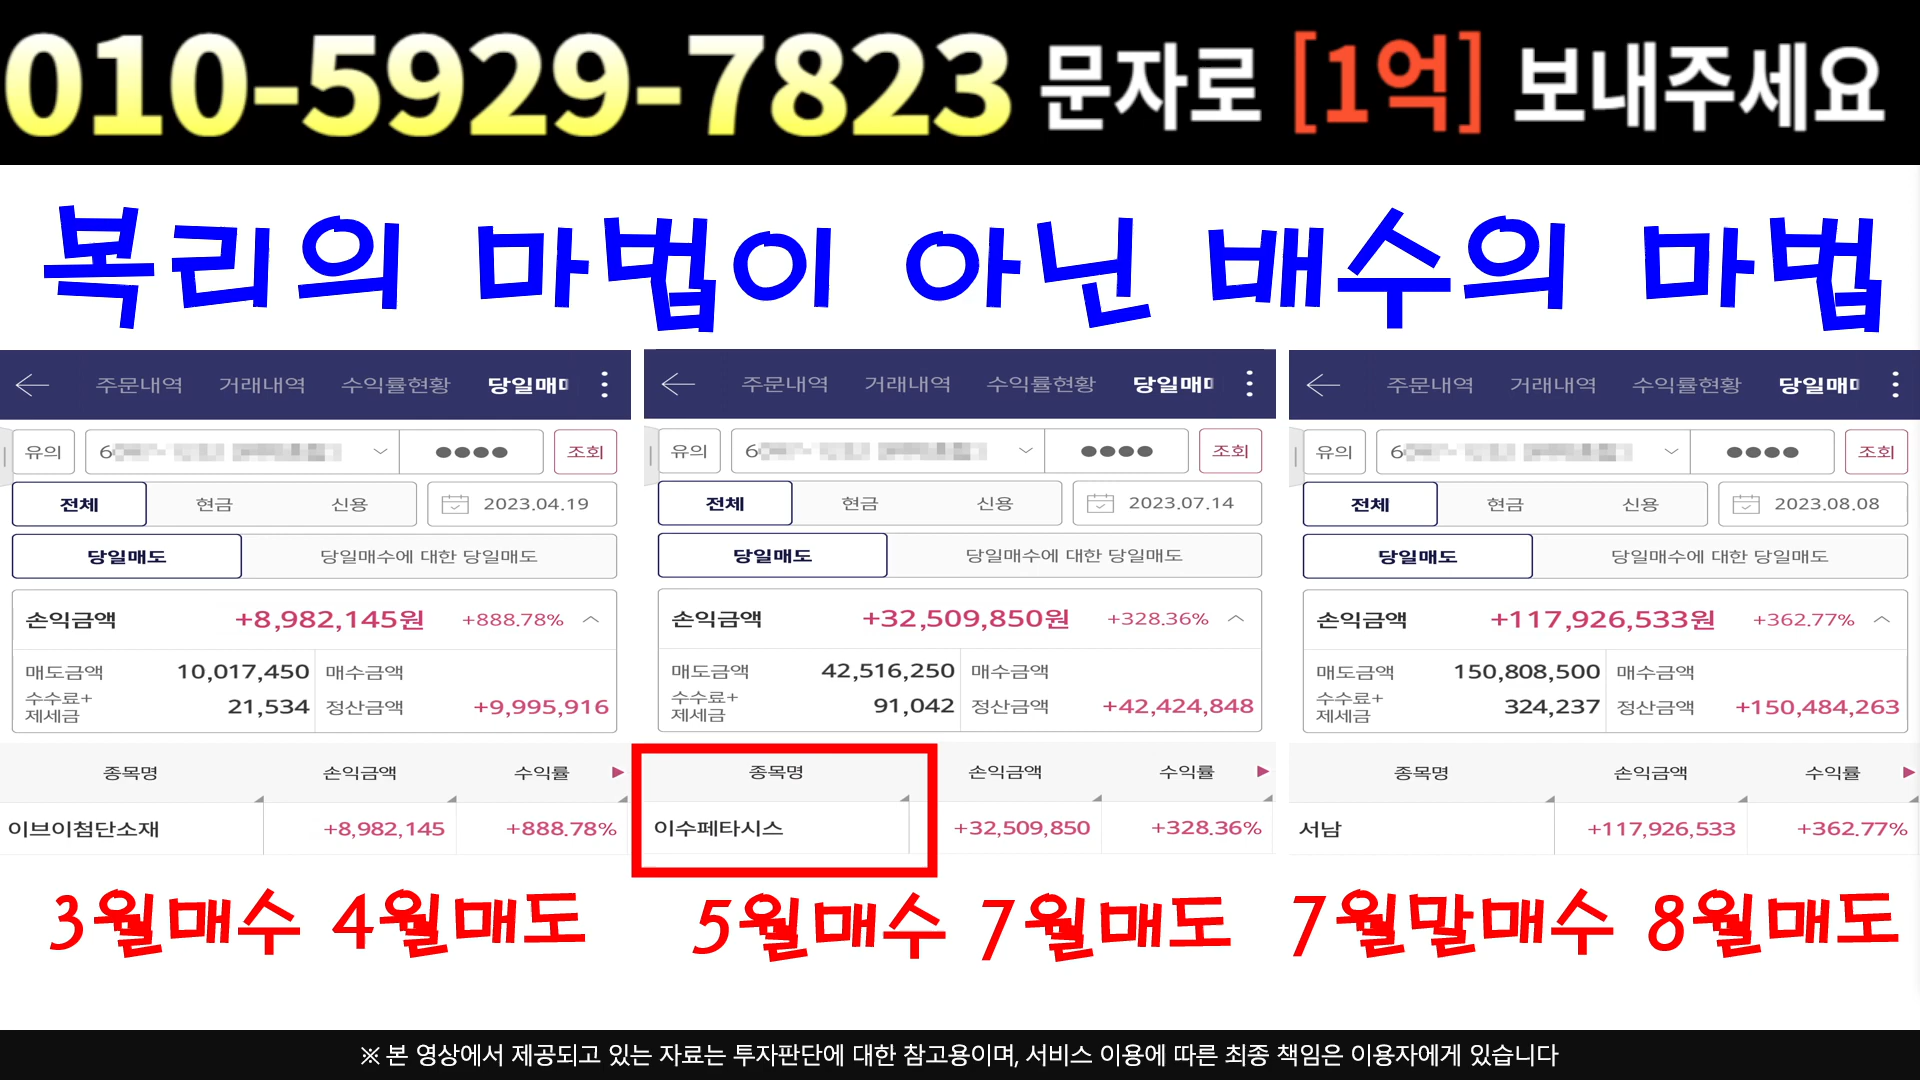 010-5929-7823 문자로 [1억] 보내주세요
복리의 마법이 아닌 배수의 마법
주문내역 거래내역 수익률현황 당일매
유의 6 ●●●● 조회
전체 현금 신용 2023.04.19
당일매도 당일매수에 대한 당일매도
손익금액 +8,982,145원 +888.78%
매도금액 10,017,450 매수금액
수수료+
제세금 21,534 정산금액 +9,995,916
종목명 손익금액 수익률
이브이첨단소재 +8,982,145 +888.78%
3월매수 4월매도
주문내역 거래내역 수익률현황 당일매
유의 6 ●●●● 조회
전체 현금 신용 2023.07.14
당일매도 당일매수에 대한 당일매도
손익금액 +32,509,850원 +328.36%
매도금액 42,516,250 매수금액
수수료+
제세금 91,042 정산금액 +42,424,848
종목명 손익금액 수익률
이수페타시스 +32,509,850 +328.36%
5월매수 7월매도
주문내역 거래내역 수익률현황 당일매
유의 6 ●●●● 조회
전체 현금 신용 2023.08.08
당일매도 당일매수에 대한 당일매도
손익금액 +117,926,533원 +362.77%
매도금액 150,808,500 매수금액
수수료+
제세금 324,237 정산금액 +150,484,263
종목명 손익금액 수익률
서남 +117,926,533 +362.77%
7월말매수 8월매도
※ 본 영상에서 제공되고 있는 자료는 투자판단에 대한 참고용이며, 서비스 이용에 따른 최종 책임은 이용자에게 있습니다